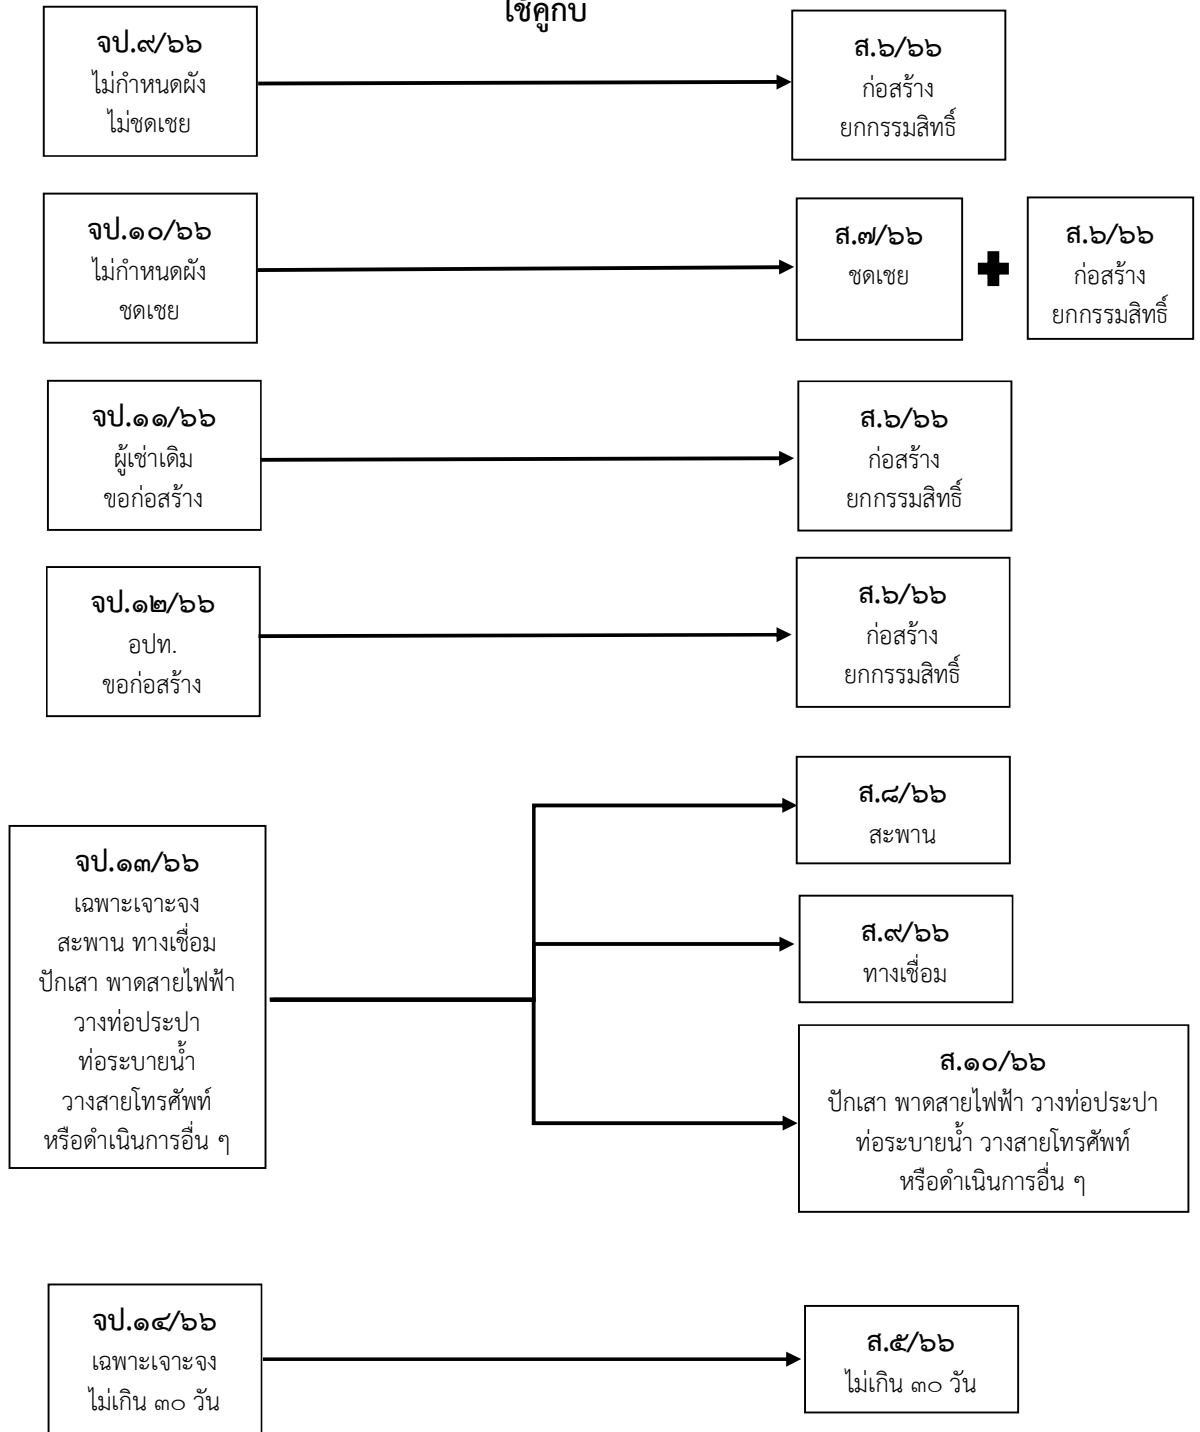 ใช้คู่กับ
จป.๙/๖๖
ไม่กำหนดผัง
ไม่ชดเชย
ส.๖/๖๖
ก่อสร้าง
ยกกรรมสิทธิ์
จป.๑๐/๖๖
ไม่กำหนดผัง
ชดเชย
ส.๗/๖๖
ชดเชย
ส.๖/๖๖
ก่อสร้าง
ยกกรรมสิทธิ์
จป.๑๑/๖๖
ผู้เช่าเดิม
ขอก่อสร้าง
ส.๖/๖๖
ก่อสร้าง
ยกกรรมสิทธิ์
จป.๑๒/๖๖
อปท.
ขอก่อสร้าง
ส.๖/๖๖
ก่อสร้าง
ยกกรรมสิทธิ์
จป.๑๓/๖๖
เฉพาะเจาะจง
สะพาน ทางเชื่อม
ปักเสา พาดสายไฟฟ้า
วางท่อประปา
ท่อระบายน้ำ
วางสายโทรศัพท์
หรือดำเนินการอื่น ๆ
ส.๘/๖๖
สะพาน
ส.๙/๖๖
ทางเชื่อม
ส.๑๐/๖๖
ปักเสา พาดสายไฟฟ้า วางท่อประปา
ท่อระบายน้ำ วางสายโทรศัพท์
หรือดำเนินการอื่น ๆ
จป.๑๔/๖๖
เฉพาะเจาะจง
ไม่เกิน ๓๐ วัน
ส.๕/๖๖
ไม่เกิน ๓๐ วัน